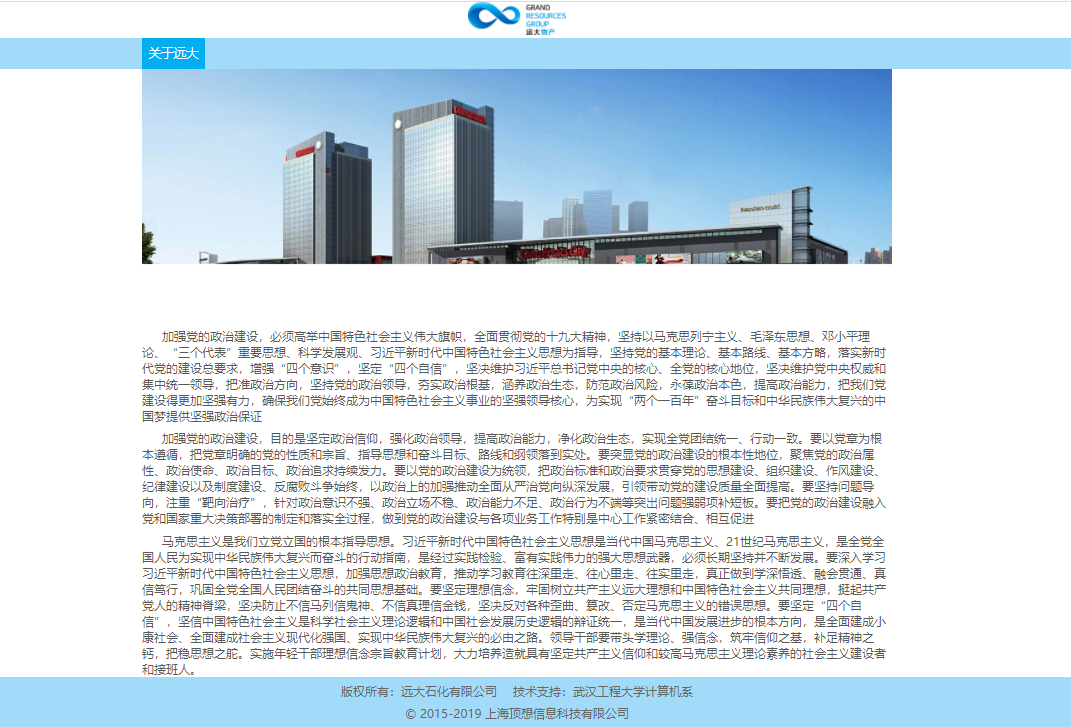 GRAND
RESOURCES
GROUP
远大物产
关于远大
加强党的政治建设，必须高举中国特色社会主义伟大旗帜，全面贯彻党的十九大精神，坚持以马克思列宁主义、毛泽东思想、邓小平理
论、“三个代表”重要思想、科学发展观、习近平新时代中国特色社会主义思想为指导，坚持党的基本理论、基本路线、基本方略，落实新时
代党的建设总要求，增强“四个意识”，坚定“四个自信”，坚决维护习近平总书记党中央的核心、全党的核心地位，坚决维护党中央权威和
集中统一领导，把准政治方向，坚持党的政治领导，夯实政治根基，涵养政治生态，防范政治风险，永葆政治本色，提高政治能力，把我们党
建设得更加坚强有力，确保我们党始终成为中国特色社会主义事业的坚强领导核心，为实现“两个一百年”奋斗目标和中华民族伟大复兴的中
国梦提供坚强政治保证
加强党的政治建设，目的是坚定政治信仰，强化政治领导，提高政治能力，净化政治生态，实现全党团结统一、行动一致。要以党章为根
本遵循，把党章明确的党的性质和宗旨、指导思想和奋斗目标、路线和纲领落到实处。要突显党的政治建设的根本性地位，聚焦党的政治属
性、政治使命、政治目标、政治追求持续发力。要以党的政治建设为统领，把政治标准和政治要求贯穿党的思想建设、组织建设、作风建设、
纪律建设以及制度建设、反腐败斗争始终，以政治上的加强推动全面从严治党向纵深发展，引领带动党的建设质量全面提高。要坚持问题导
向，注重“靶向治疗”，针对政治意识不强、政治立场不稳、政治能力不足、政治行为不端等突出问题强弱项补短板。要把党的政治建设融入
党和国家重大决策部署的制定和落实全过程，做到党的政治建设与各项业务工作特别是中心工作紧密结合、相互促进
马克思主义是我们立党立国的根本指导思想。习近平新时代中国特色社会主义思想是当代中国马克思主义、21世纪马克思主义，是全党全
国人民为实现中华民族伟大复兴而奋斗的行动指南，是经过实践检验、富有实践伟力的强大思想武器，必须长期坚持并不断发展。要深入学习
习近平新时代中国特色社会主义思想，加强思想政治教育，推动学习教育往深里走、往心里走、往实里走，真正做到学深悟透、融会贯通、真
信笃行，巩固全党全国人民团结奋斗的共同思想基础。要坚定理想信念，牢固树立共产主义远大理想和中国特色社会主义共同理想，挺起共产
党人的精神脊梁，坚决防止不信马列信鬼神、不信真理信金钱，坚决反对各种歪曲、篡改、否定马克思主义的错误思想。要坚定“四个自
信”，坚信中国特色社会主义是科学社会主义理论逻辑和中国社会发展历史逻辑的辩证统一，是当代中国发展进步的根本方向，是全面建成小
康社会、全面建成社会主义现代化强国、实现中华民族伟大复兴的必由之路。领导干部要带头学理论、强信念，筑牢信仰之基，补足精神之
钙，把稳思想之舵。实施年轻干部理想信念宗旨教育计划，大力培养造就具有坚定共产主义信仰和较高马克思主义理论素养的社会主义建设者
和接班人。
版权所有：远大石化有限公司 技术支持：武汉工程大学计算机系
© 2015-2019 上海顶想信息科技有限公司